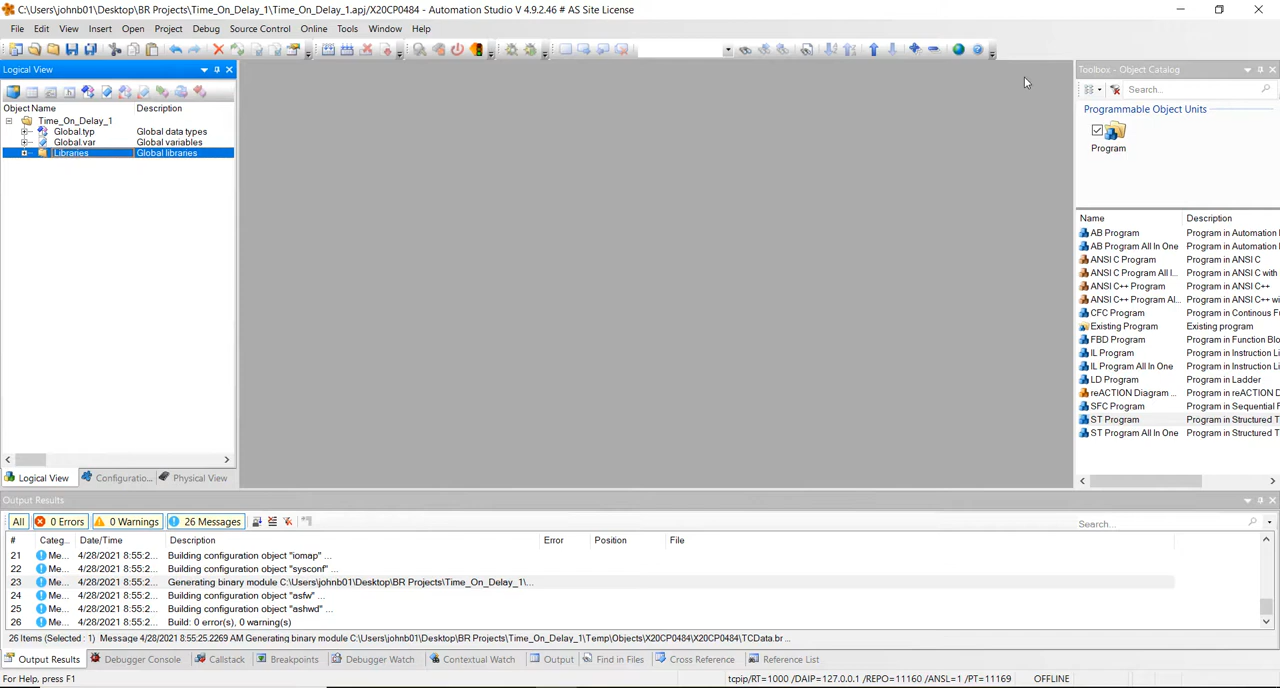 C:\Users\johnb01\Desktop\BR Projects\Time_On_Delay_1\Time_On_Delay_1.apj/X20CP0484 - Automation Studio V 4.9.2.46 # AS Site License
File Edit View Insert Open Project Debug Source Control Online Tools Window Help
Logical View
Object Name Description
Time_On_Delay_1
Global.typ Global data types
Global.var Global variables
Libraries Global libraries
Logical View Configuratio... Physical View
Toolbox - Object Catalog
Search...
Programmable Object Units
Program
Name Description
AB Program Program in Automation
AB Program All In One Program in Automation
ANSI C Program Program in ANSI C
ANSI C Program All I... Program in ANSI C with
ANSI C++ Program Program in ANSI C++
ANSI C++ Program Al... Program in ANSI C++ wi
CFC Program Program in Continous Fu
Existing Program Existing program
FBD Program Program in Function Bloc
IL Program Program in Instruction Li
IL Program All In One Program in Instruction Li
LD Program Program in Ladder
reACTION Diagram ... Program in reACTION D
SFC Program Program in Sequential F
ST Program Program in Structured T
ST Program All In One Program in Structured T
Output Results
All 0 Errors 0 Warnings 26 Messages Search...
# Categ... Date/Time Description Error Position File
21 Me... 4/28/2021 8:55:2... Building configuration object "iomap" ...
22 Me... 4/28/2021 8:55:2... Building configuration object "sysconf" ...
23 Me... 4/28/2021 8:55:2... Generating binary module C:\Users\johnb01\Desktop\BR Projects\Time_On_Delay_1\...
24 Me... 4/28/2021 8:55:2... Building configuration object "asfw" ...
25 Me... 4/28/2021 8:55:2... Building configuration object "ashwd" ...
26 Me... 4/28/2021 8:55:2... Build: 0 error(s), 0 warning(s)
26 Items (Selected : 1) Message 4/28/2021 8:55:25.2269 AM Generating binary module C:\Users\johnb01\Desktop\BR Projects\Time_On_Delay_1\Temp\Objects\X20CP0484\X20CP0484\TCData.br ...
Output Results Debugger Console Callstack Breakpoints Debugger Watch Contextual Watch Output Find in Files Cross Reference Reference List
For Help, press F1 tcpip/RT=1000 /DAIP=127.0.0.1 /REPO=11160 /ANSL=1 /PT=11169 OFFLINE